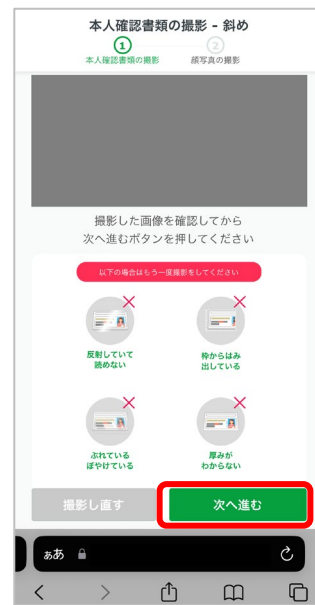 本人確認書類の撮影 - 斜め
1
2
本人確認書類の撮影
顔写真の撮影
撮影した画像を確認してから
次へ進むボタンを押してください
以下の場合はもう一度撮影をしてください
反射していて
読めない
枠からはみ
出している
ぶれている
ぼやけている
厚みが
わからない
撮影し直す
次へ進む
ぁあ